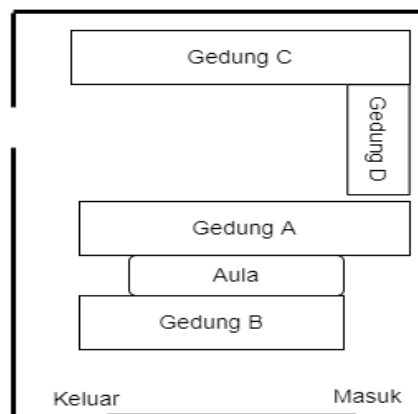 Gedung C
Gedung D
Gedung A
Aula
Gedung B
Keluar
Masuk